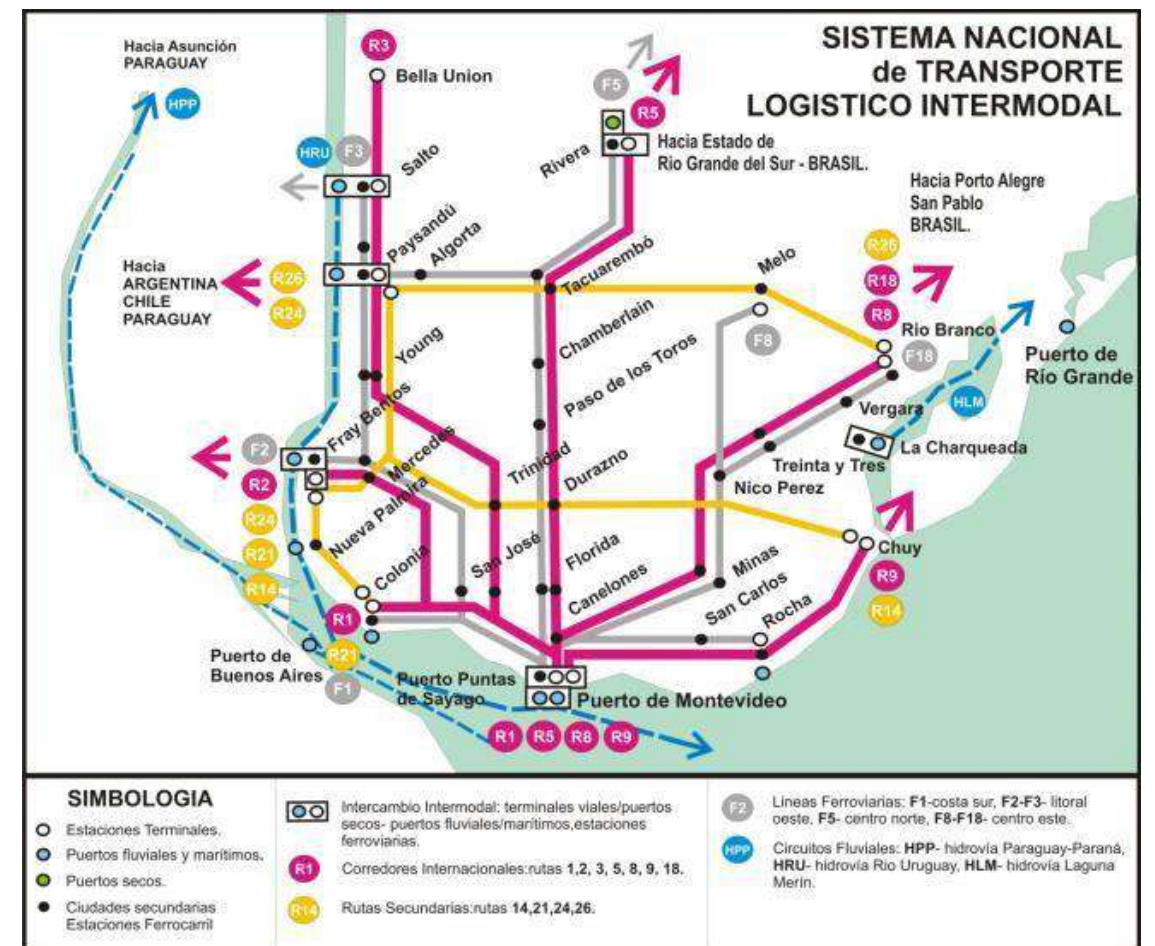 SISTEMA NACIONAL
de TRANSPORTE
LOGISTICO INTERMODAL
Hacia Asunción
PARAGUAY
HPP
R3
Bella Union
F5
R5
Hacia Estado de
Rio Grande del Sur - BRASIL.
Rivera
HRU
F3
Salto
Hacia Porto Alegre
San Pablo
BRASIL.
R26
R18
R8
Hacia
ARGENTINA
CHILE
PARAGUAY
R26
R24
Paysandú
Algorta
Tacuarembó
Melo
F8
Rio Branco
F18
Puerto de
Río Grande
HLM
Young
Chamberlain
Paso de los Toros
Vergara
La Charqueada
Treinta y Tres
Nico Perez
Fray Bentos
Mercedes
Trinidad
Durazno
F2
R2
R24
R21
R14
Nueva Palmira
Colonia
San José
Florida
Canelones
Minas
San Carlos
Rocha
Chuy
R9
R14
R1
R21
F1
Puerto de
Buenos Aires
Puerto Puntas
de Sayago
Puerto de Montevideo
R1
R5
R8
R9
SIMBOLOGIA
Estaciones Terminales.
Puertos fluviales y marítimos.
Puertos secos.
Ciudades secundarias
Estaciones Ferrocarril
Intercambio Intermodal: terminales viales/puertos
secos- puertos fluviales/marítimos,estaciones
ferroviarias.
R1
Corredores Internacionales:rutas 1,2, 3, 5, 8, 9, 18.
R14
Rutas Secundarias:rutas 14,21,24,26.
F2
Lineas Ferroviarias: F1-costa sur, F2-F3- litoral
oeste. F5- centro norte, F8-F18- centro este.
HPP
Circuitos Fluviales: HPP- hidrovía Paraguay-Paraná,
HRU- hidrovía Rio Uruguay, HLM- hidrovía Laguna
Merín.